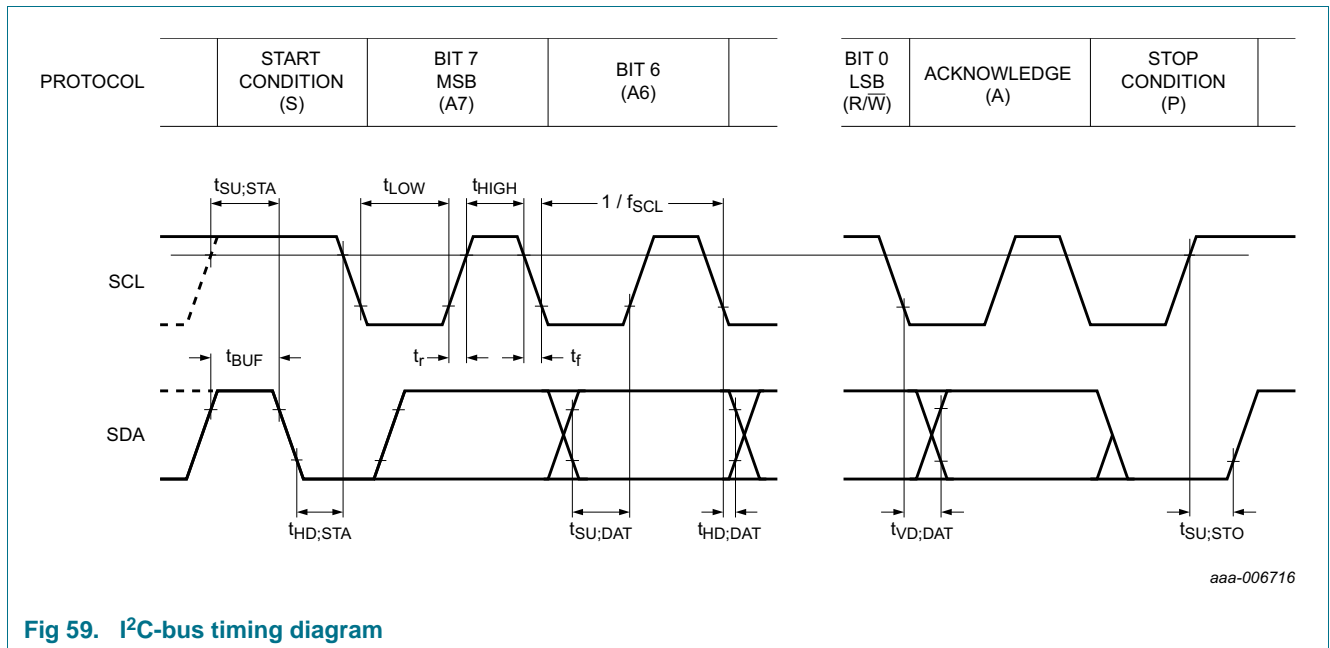 PROTOCOL
START
CONDITION
(S)
BIT 7
MSB
(A7)
BIT 6
(A6)
BIT 0
LSB
(R/W̅)
ACKNOWLEDGE
(A)
STOP
CONDITION
(P)
tSU;STA
tLOW
tHIGH
1 / fSCL
SCL
tBUF
tr
tf
SDA
tHD;STA
tSU;DAT
tHD;DAT
tVD;DAT
tSU;STO
aaa-006716
Fig 59. I²C-bus timing diagram